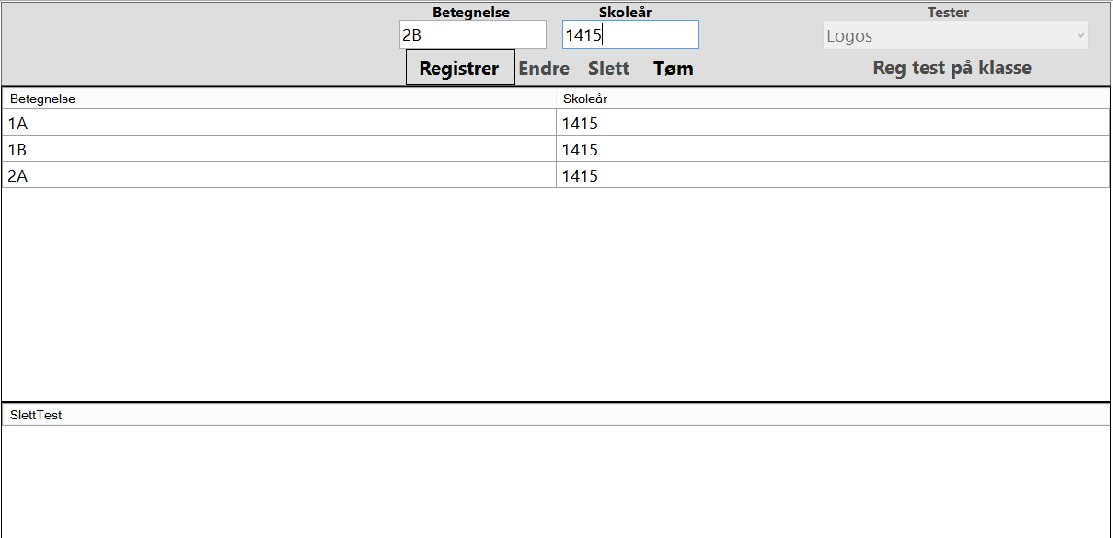 Betegnelse Skoleår Tester
2B 1415 Logos
Registrer Endre Slett Tøm Reg test på klasse
Betegnelse Skoleår
1A 1415
1B 1415
2A 1415
SlettTest